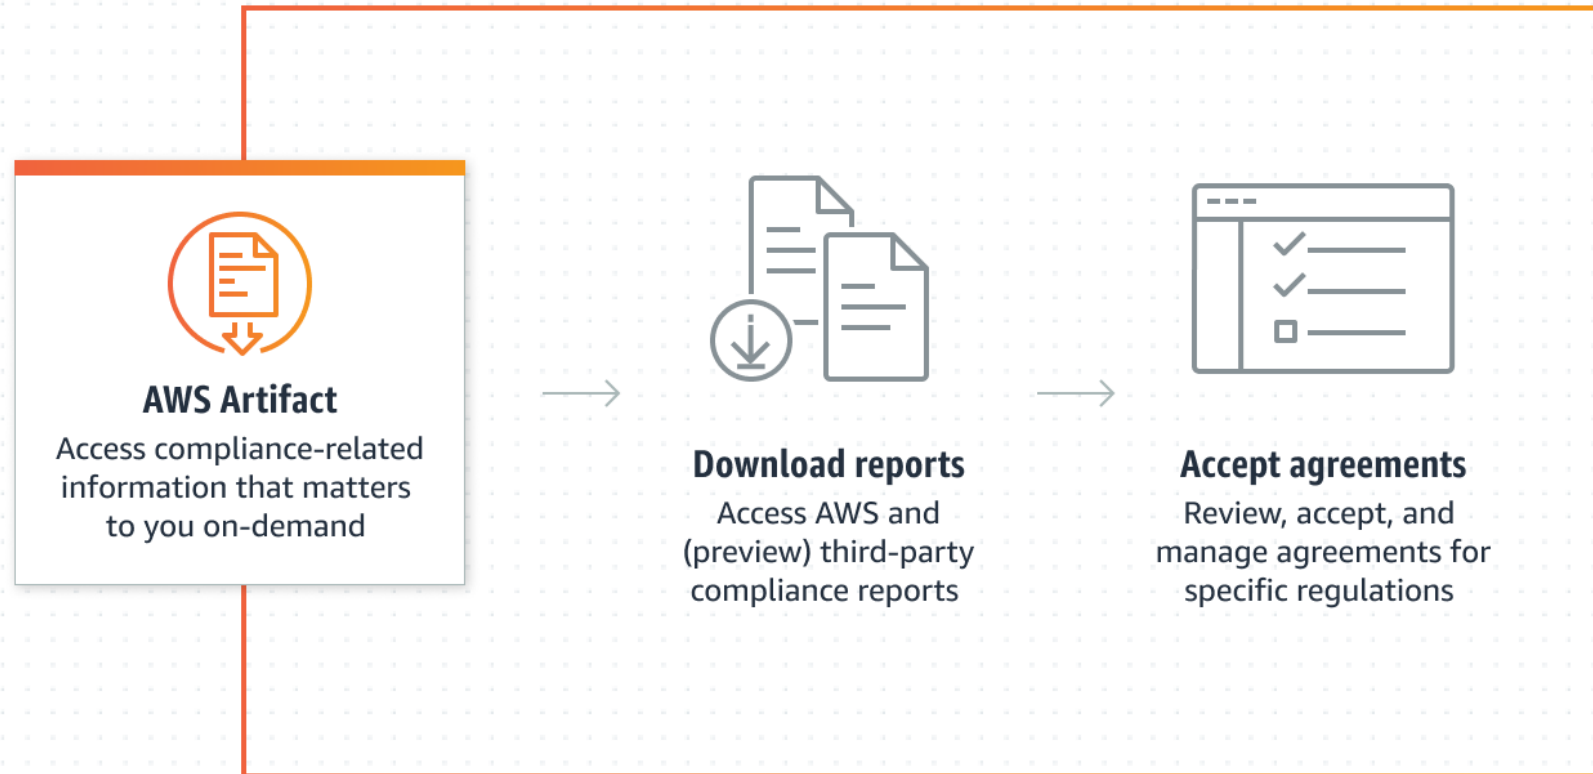 AWS Artifact
Access compliance-related
information that matters
to you on-demand
Download reports
Access AWS and
(preview) third-party
compliance reports
Accept agreements
Review, accept, and
manage agreements for
specific regulations